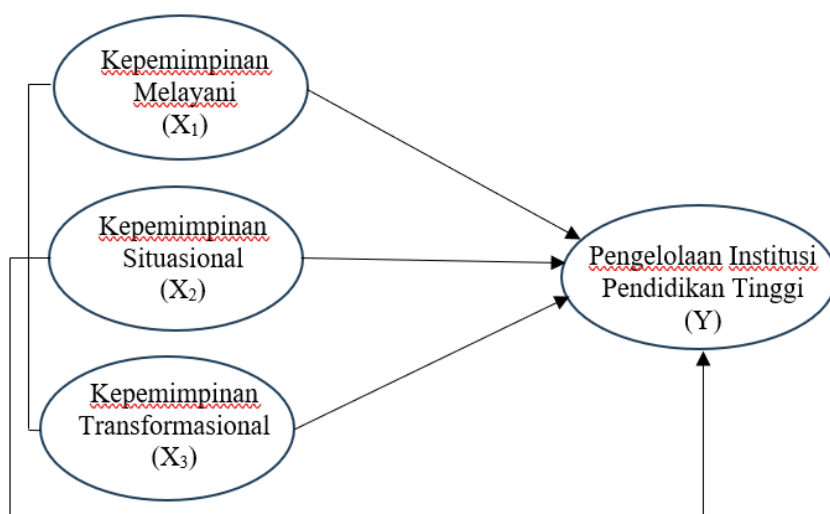 Kepemimpinan
Melayani
(X₁)
Kepemimpinan
Situasional
(X₂)
Kepemimpinan
Transformasional
(X₃)
Pengelolaan Institusi
Pendidikan Tinggi
(Y)